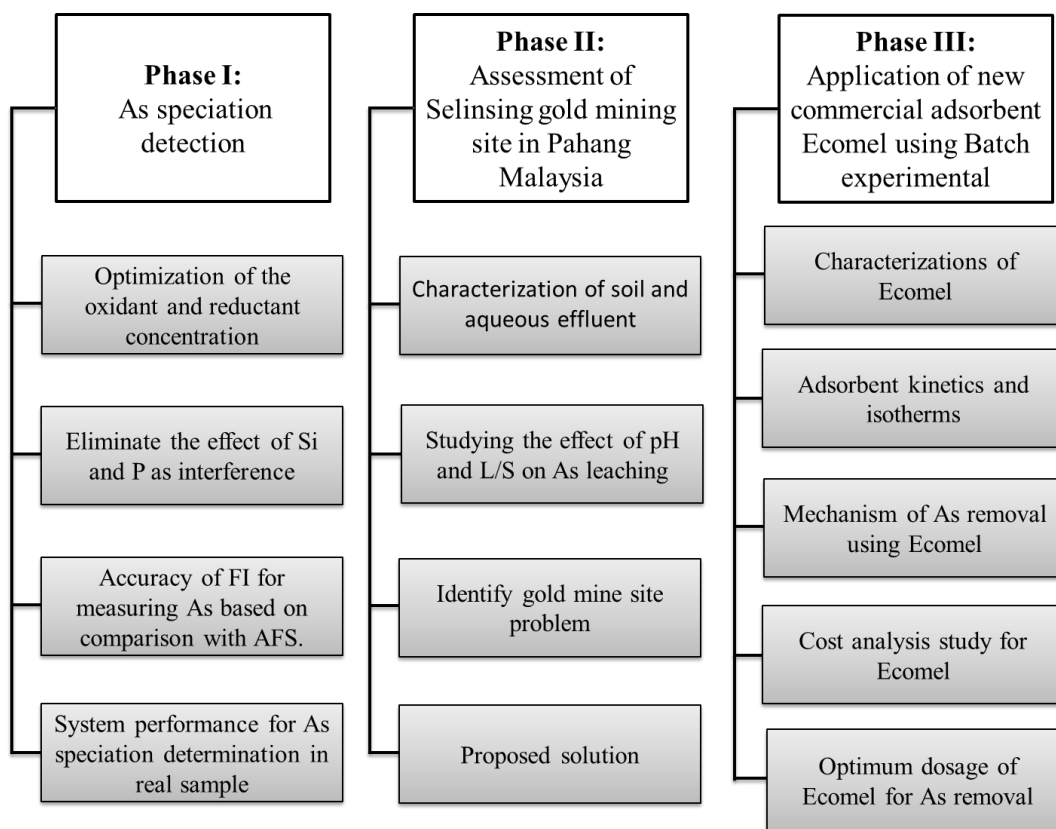 Phase I:
As speciation
detection
Optimization of the
oxidant and reductant
concentration
Eliminate the effect of Si
and P as interference
Accuracy of FI for
measuring As based on
comparison with AFS.
System performance for As
speciation determination in
real sample
Phase II:
Assessment of
Selinsing gold mining
site in Pahang
Malaysia
Characterization of soil and
aqueous effluent
Studying the effect of pH
and L/S on As leaching
Identify gold mine site
problem
Proposed solution
Phase III:
Application of new
commercial adsorbent
Ecomel using Batch
experimental
Characterizations of
Ecomel
Adsorbent kinetics and
isotherms
Mechanism of As removal
using Ecomel
Cost analysis study for
Ecomel
Optimum dosage of
Ecomel for As removal